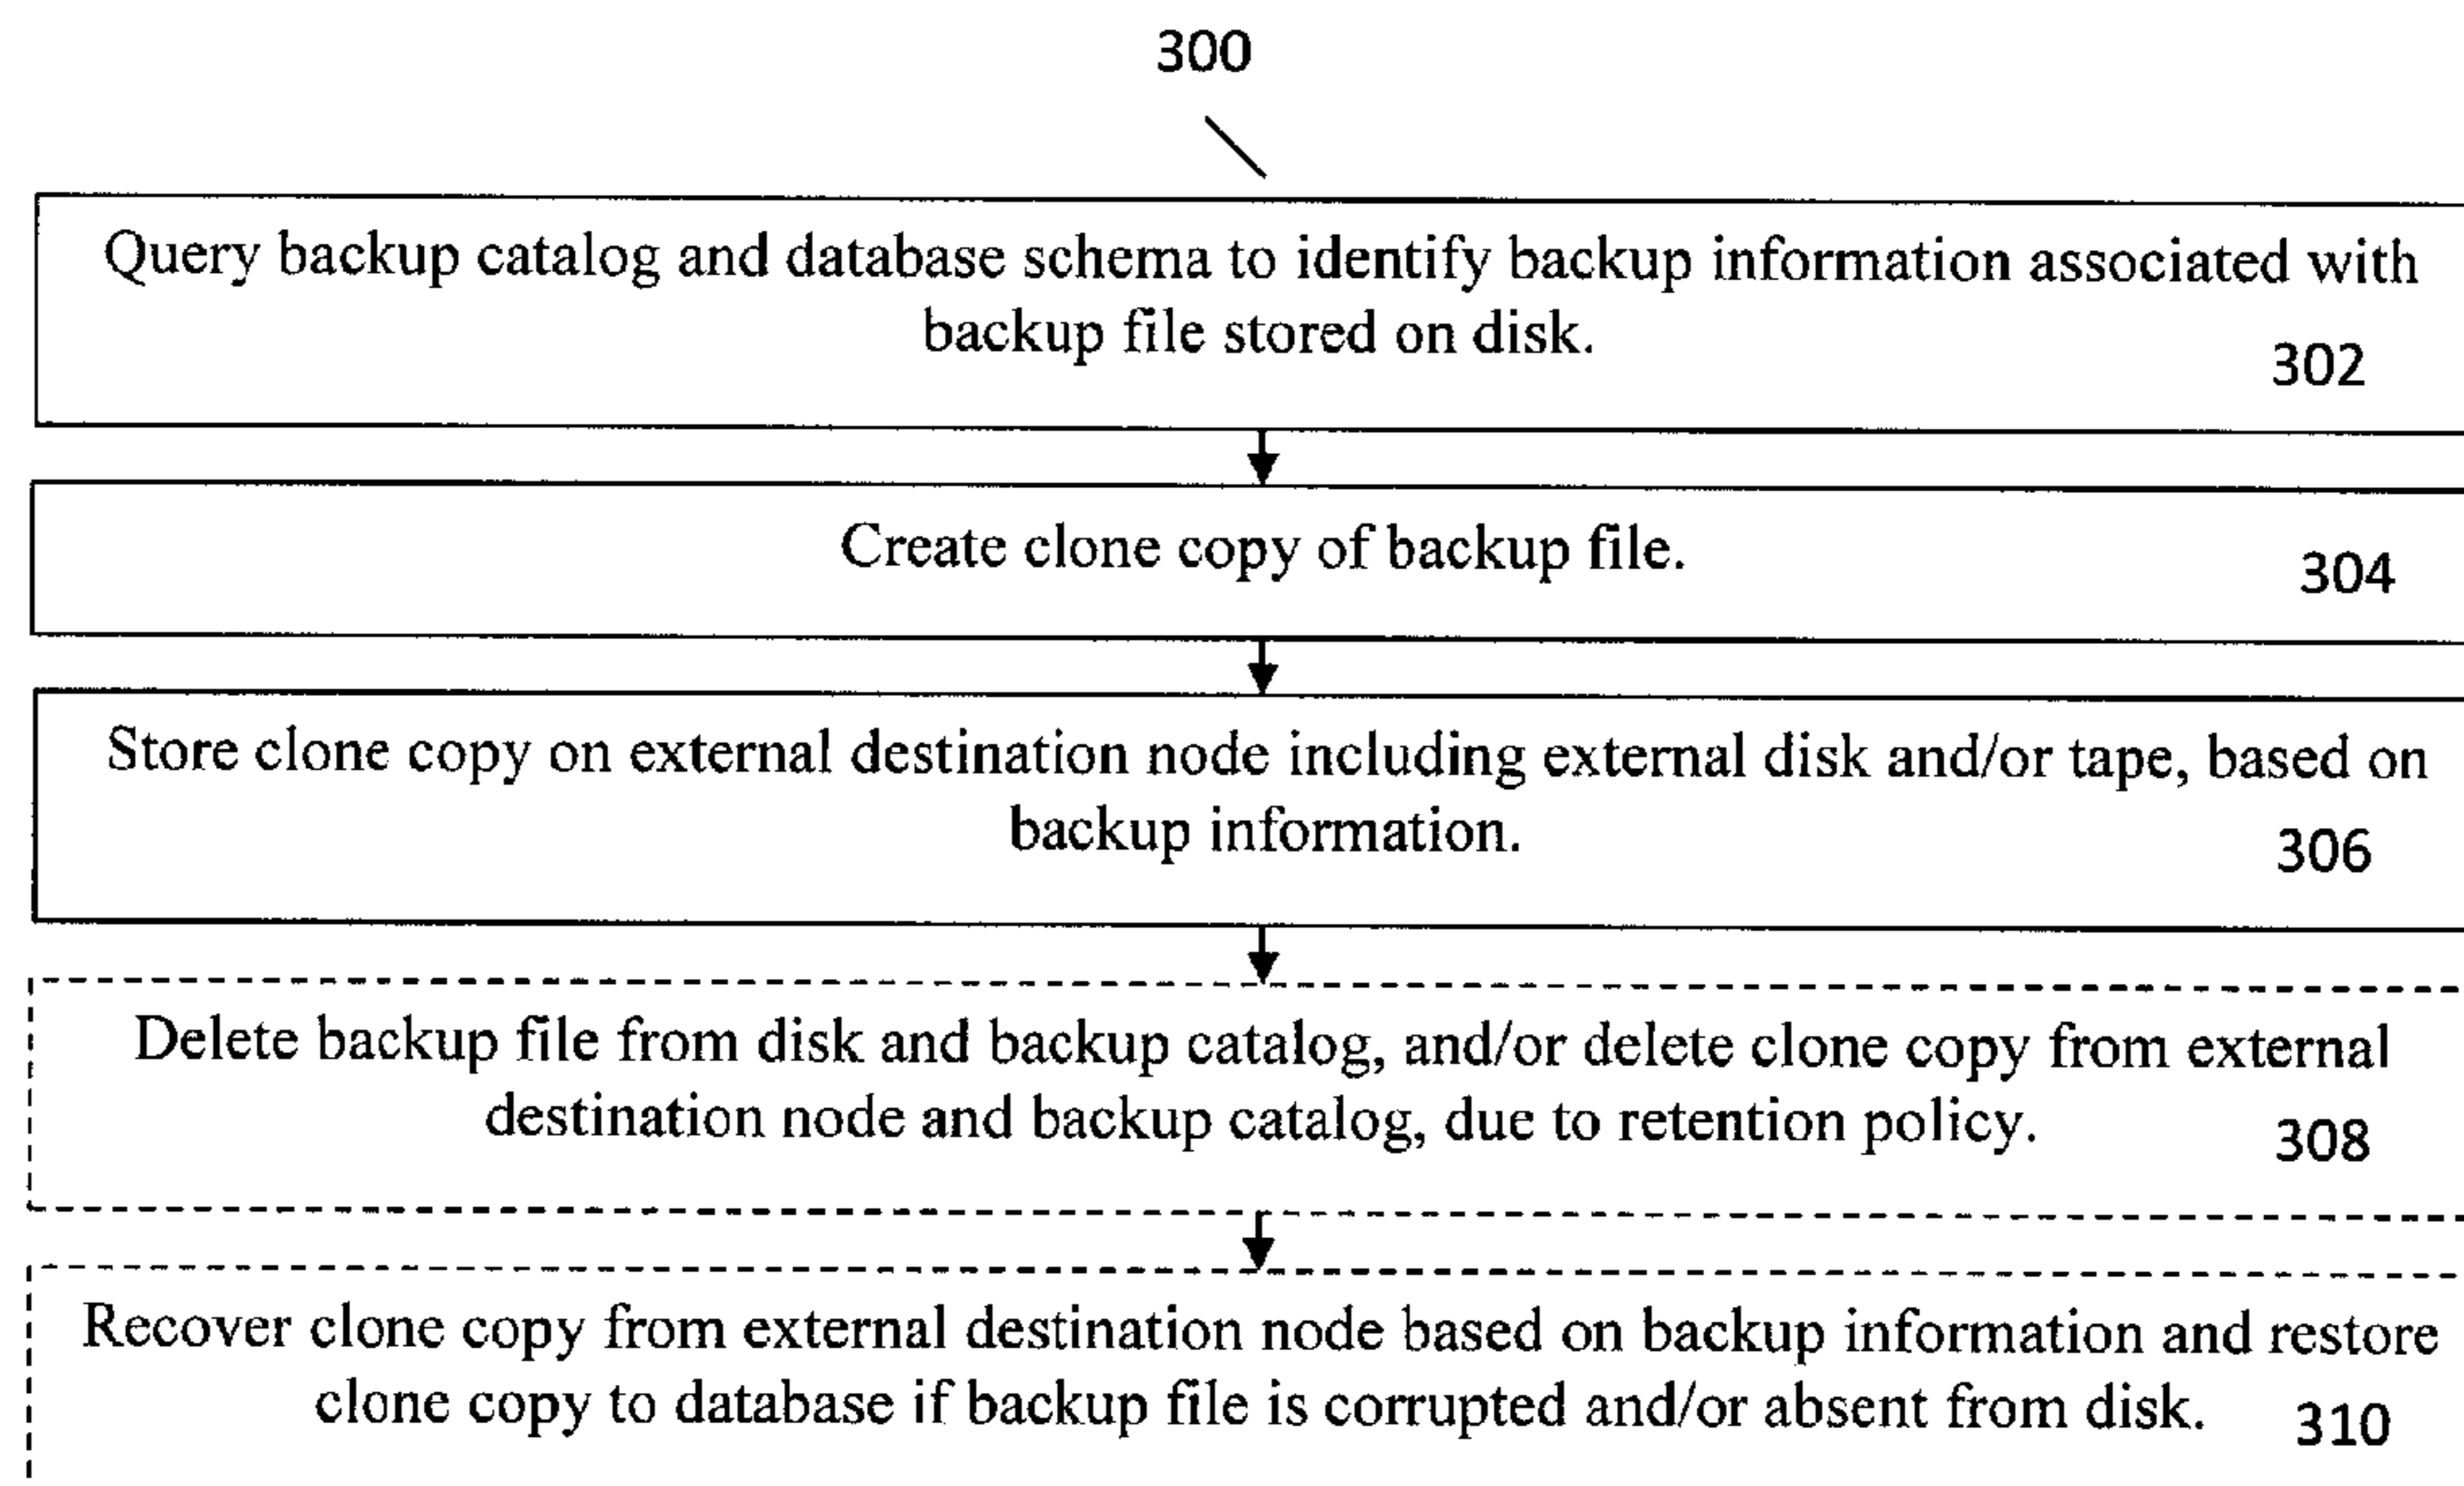 300
Query backup catalog and database schema to identify backup information associated with
backup file stored on disk.
302
Create clone copy of backup file.
304
Store clone copy on external destination node including external disk and/or tape, based on
backup information.
306
Delete backup file from disk and backup catalog, and/or delete clone copy from external
destination node and backup catalog, due to retention policy.
308
Recover clone copy from external destination node based on backup information and restore
clone copy to database if backup file is corrupted and/or absent from disk.
310